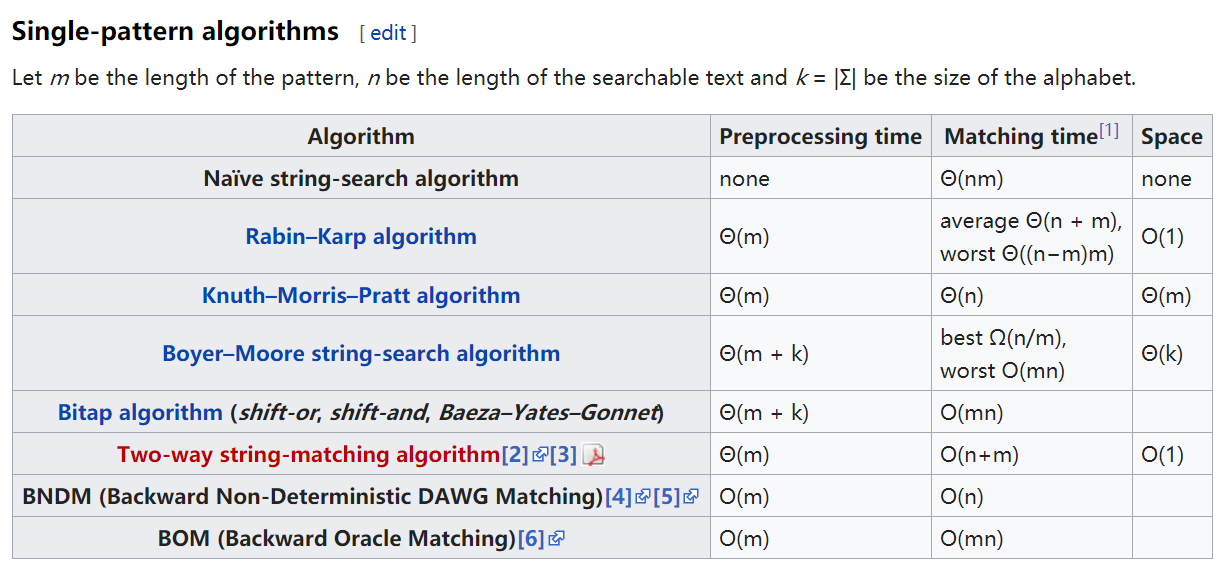 Single-pattern algorithms [ edit ]
Let m be the length of the pattern, n be the length of the searchable text and k = |Σ| be the size of the alphabet.
Algorithm Preprocessing time Matching time[1] Space
Naïve string-search algorithm none Θ(nm) none
Rabin–Karp algorithm Θ(m) average Θ(n + m), O(1)
worst Θ((n−m)m)
Knuth–Morris–Pratt algorithm Θ(m) Θ(n) Θ(m)
Boyer–Moore string-search algorithm Θ(m + k) best Ω(n/m), Θ(k)
worst O(mn)
Bitap algorithm (shift-or, shift-and, Baeza–Yates–Gonnet) Θ(m + k) O(mn)
Two-way string-matching algorithm[2][3] Θ(m) O(n+m) O(1)
BNDM (Backward Non-Deterministic DAWG Matching)[4][5] O(m) O(n)
BOM (Backward Oracle Matching)[6] O(m) O(mn)